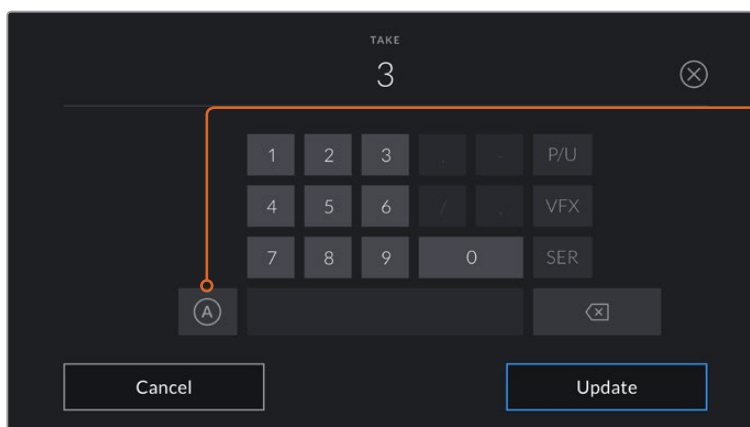 TAKE
3
1 2 3 . - P/U
4 5 6 / , VFX
7 8 9 0 SER
A
Cancel Update